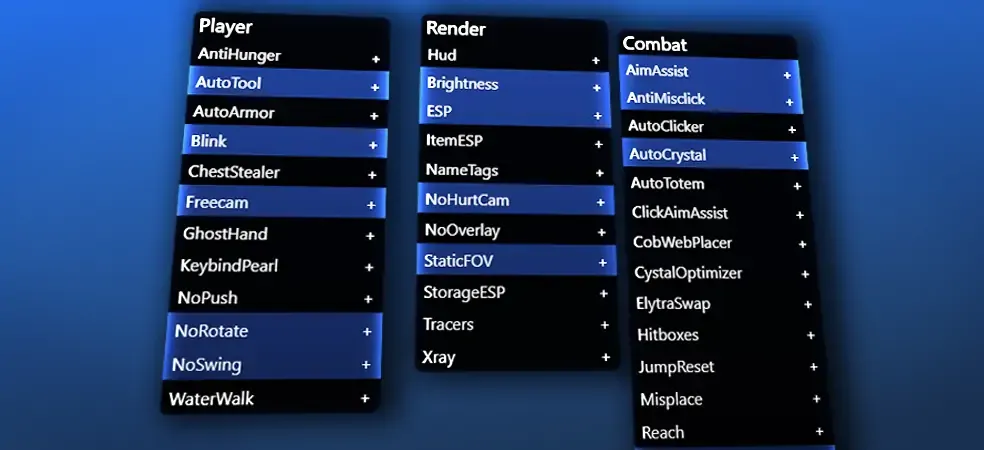 Player
AntiHunger +
AutoTool +
AutoArmor +
Blink +
ChestStealer +
Freecam +
GhostHand +
KeybindPearl +
NoPush +
NoRotate +
NoSwing +
WaterWalk +
Render
Hud +
Brightness +
ESP +
ItemESP +
NameTags +
NoHurtCam +
NoOverlay +
StaticFOV +
StorageESP +
Tracers +
Xray +
Combat
AimAssist +
AntiMisclick +
AutoClicker +
AutoCrystal +
AutoTotem +
ClickAimAssist +
CobWebPlacer +
CystalOptimizer +
ElytraSwap +
Hitboxes +
JumpReset +
Misplace +
Reach +